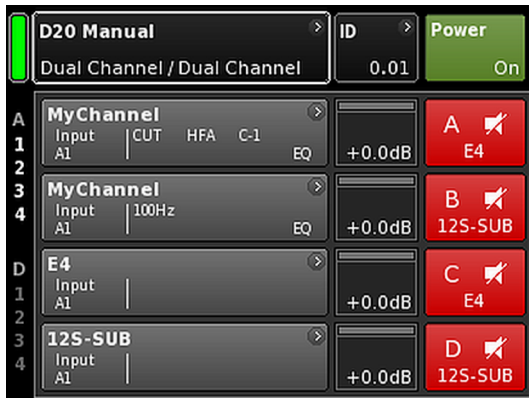 D20 Manual
Dual Channel / Dual Channel
ID
0.01
Power
On
A
1
2
3
4
D
1
2
3
4
MyChannel
Input CUT HFA C-1
A1 EQ
+0.0dB
A
E4
MyChannel
Input 100Hz
A1 EQ
+0.0dB
B
12S-SUB
E4
Input
A1
+0.0dB
C
E4
12S-SUB
Input
A1
+0.0dB
D
12S-SUB